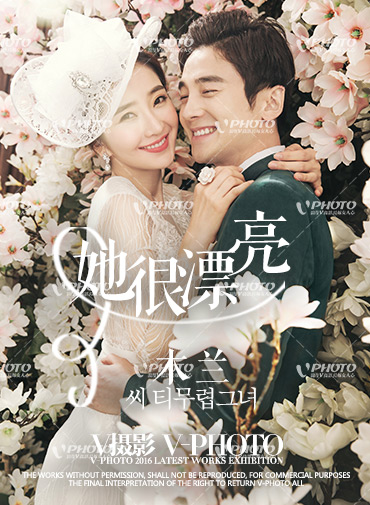 VPHOTO
她很漂亮
3
木兰
씨 티무렵그녀
V摄影 V-PHOTO
V PHOTO 2016 LATEST WORKS EXHIBITION
THE WORKS WITHOUT PERMISSION, SHALL NOT BE REPRODUCED, FOR COMMERCIAL PURPOSES
THE FINAL INTERPRETATION OF THE RIGHT TO RETURN V-PHOTO ALL